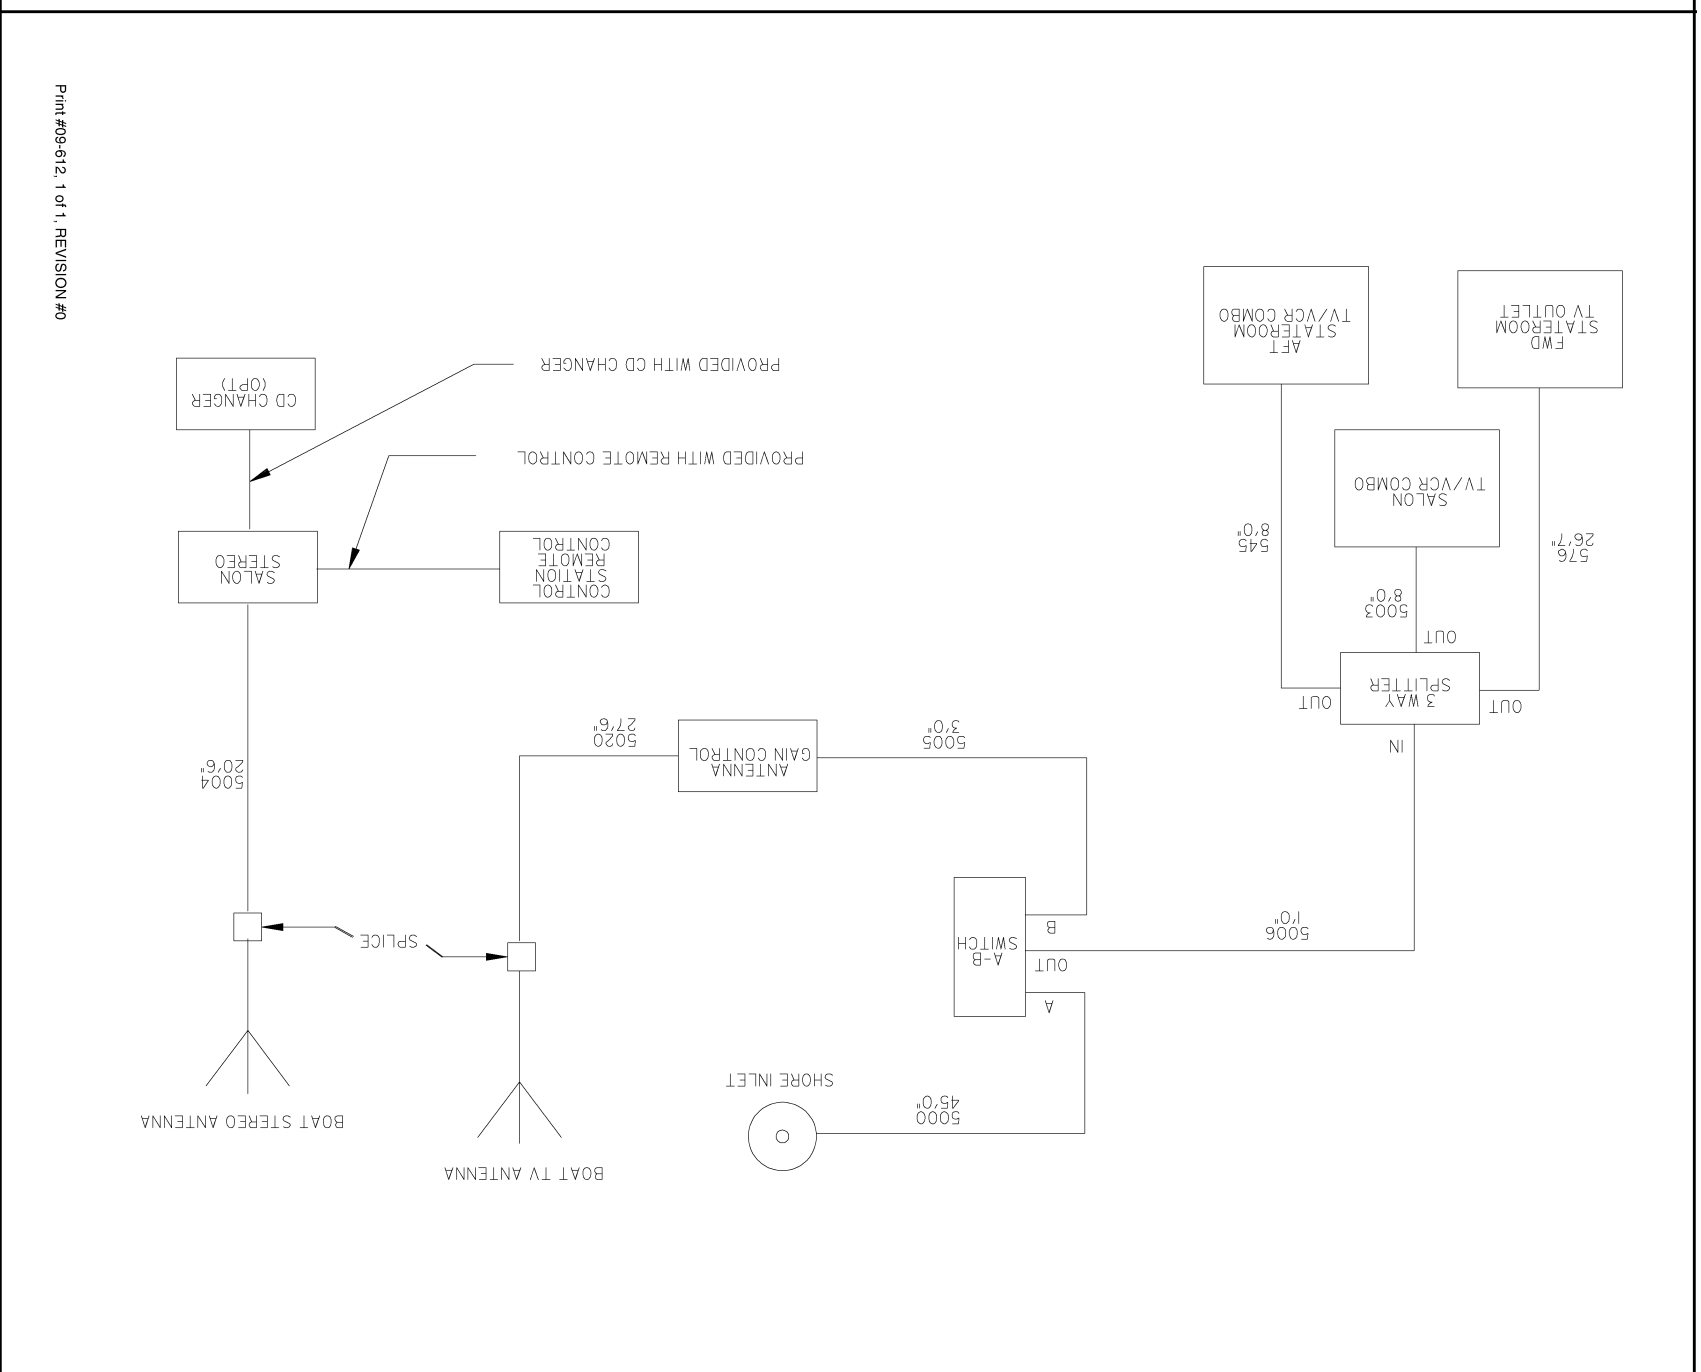 BOAT TV ANTENNA
BOAT STEREO ANTENNA
SHORE INLET
5000
45'0"
A
OUT
B
A-B
SWITCH
5006
1'0"
SPLICE
5004
20'6"
5020
27'6"
ANTENNA
GAIN CONTROL
5005
3'0"
IN
3 WAY
SPLITTER
OUT
OUT
OUT
5003
8'0"
576
26'7"
545
8'0"
SALON
TV/VCR COMBO
FWD
STATEROOM
TV OUTLET
AFT
STATEROOM
TV/VCR COMBO
CONTROL
STATION
REMOTE
CONTROL
SALON
STEREO
PROVIDED WITH REMOTE CONTROL
CD CHANGER
(OPT)
PROVIDED WITH CD CHANGER
Print #09-612, 1 of 1, REVISION #0